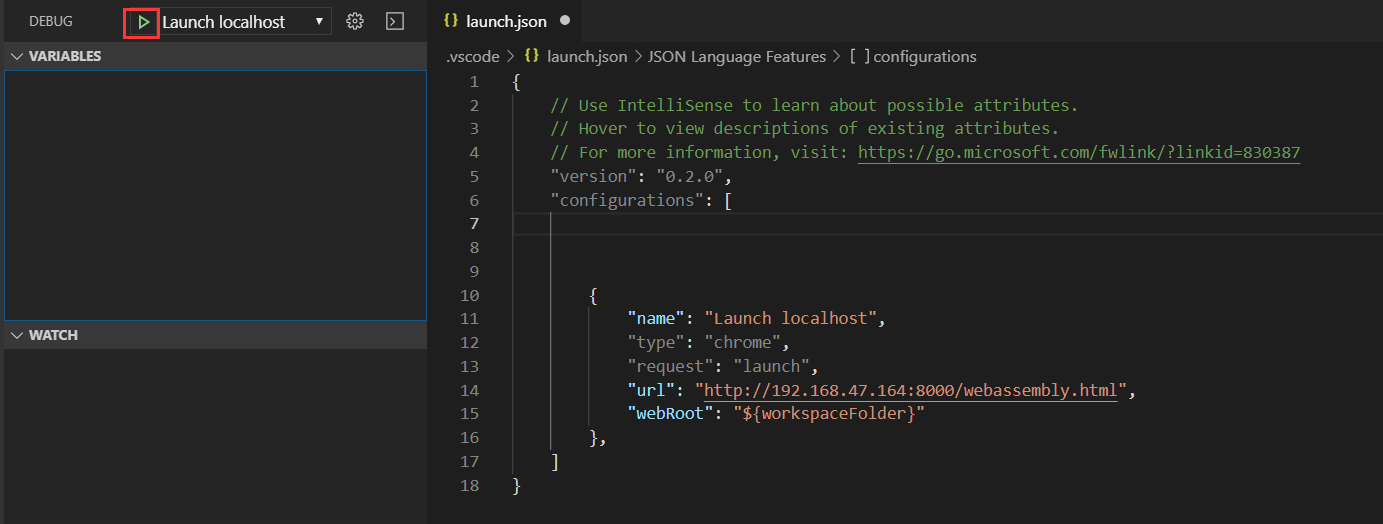 DEBUG
Launch localhost
VARIABLES
WATCH
{} launch.json
.vscode > {} launch.json > JSON Language Features > [ ] configurations
1 {
2 // Use IntelliSense to learn about possible attributes.
3 // Hover to view descriptions of existing attributes.
4 // For more information, visit: https://go.microsoft.com/fwlink/?linkid=830387
5 "version": "0.2.0",
6 "configurations": [
7
8
9
10 {
11 "name": "Launch localhost",
12 "type": "chrome",
13 "request": "launch",
14 "url": "http://192.168.47.164:8000/webassembly.html",
15 "webRoot": "${workspaceFolder}"
16 },
17 ]
18 }